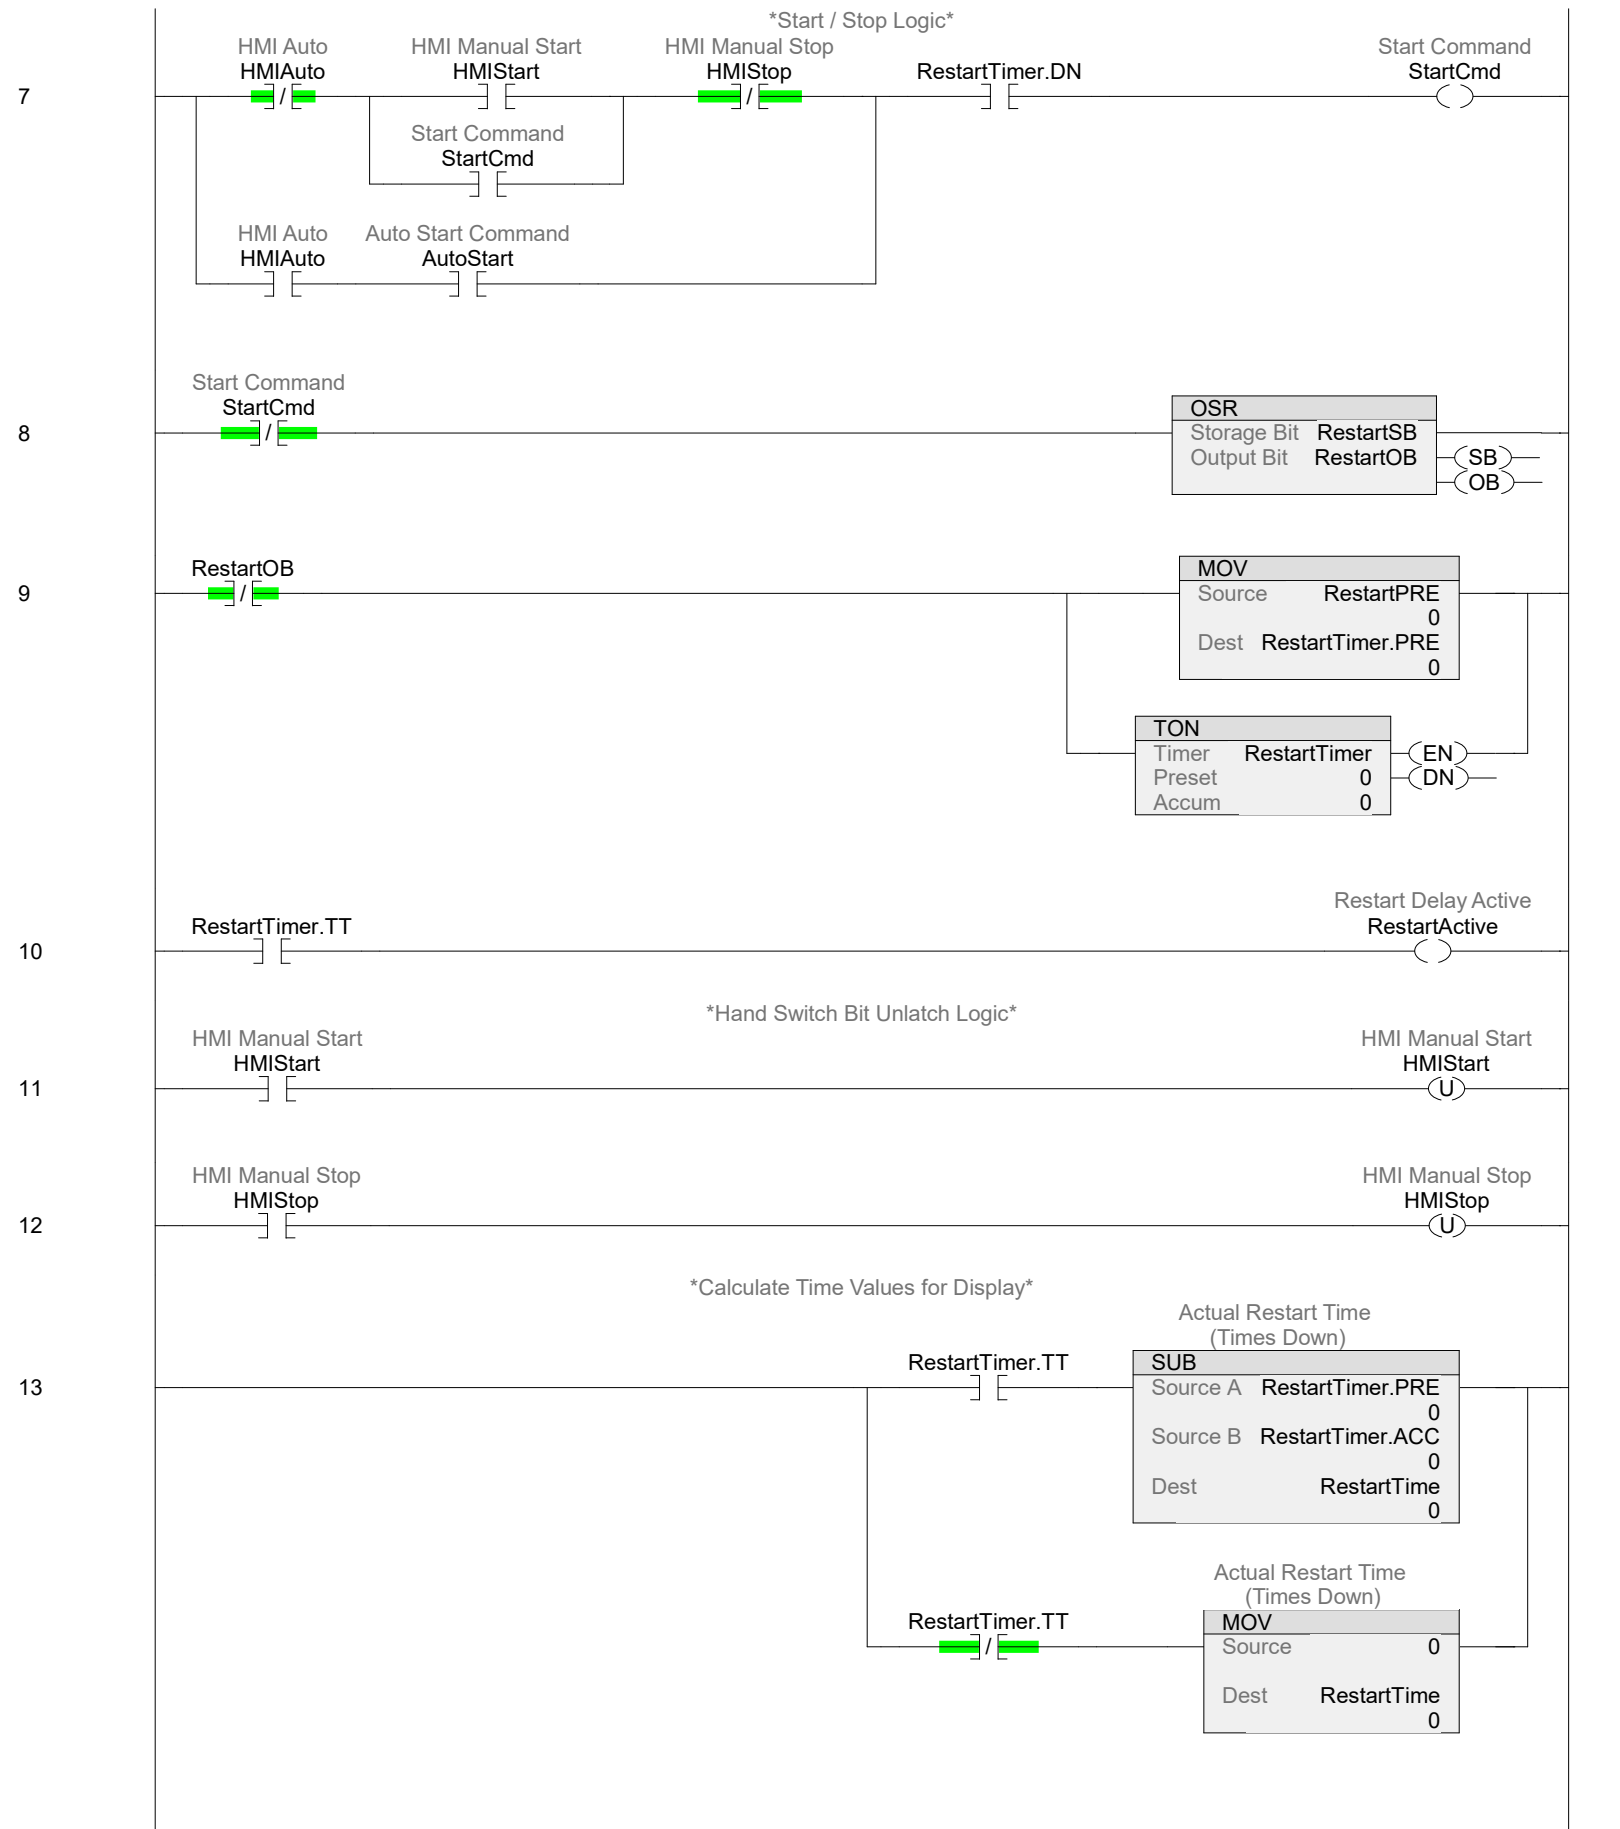 *Start / Stop Logic*
HMI Auto HMI Manual Start HMI Manual Stop Start Command
HMIAuto HMIStart HMIStop RestartTimer.DN StartCmd
7 /  /
Start Command
StartCmd
HMI Auto Auto Start Command
HMIAuto AutoStart
Start Command
StartCmd
OSR
8 / Storage Bit RestartSB
Output Bit RestartOB SB
OB
RestartOB MOV
9 / Source RestartPRE
0
Dest RestartTimer.PRE
0
TON
Timer RestartTimer EN
Preset 0 DN
Accum 0
Restart Delay Active
RestartTimer.TT RestartActive
10
*Hand Switch Bit Unlatch Logic*
HMI Manual Start HMI Manual Start
HMIStart HMIStart
11 U
HMI Manual Stop HMI Manual Stop
HMIStop HMIStop
12 U
*Calculate Time Values for Display*
Actual Restart Time
(Times Down)
RestartTimer.TT SUB
13 Source A RestartTimer.PRE
0
Source B RestartTimer.ACC
0
Dest RestartTime
0
Actual Restart Time
(Times Down)
RestartTimer.TT MOV
/ Source 0
Dest RestartTime
0